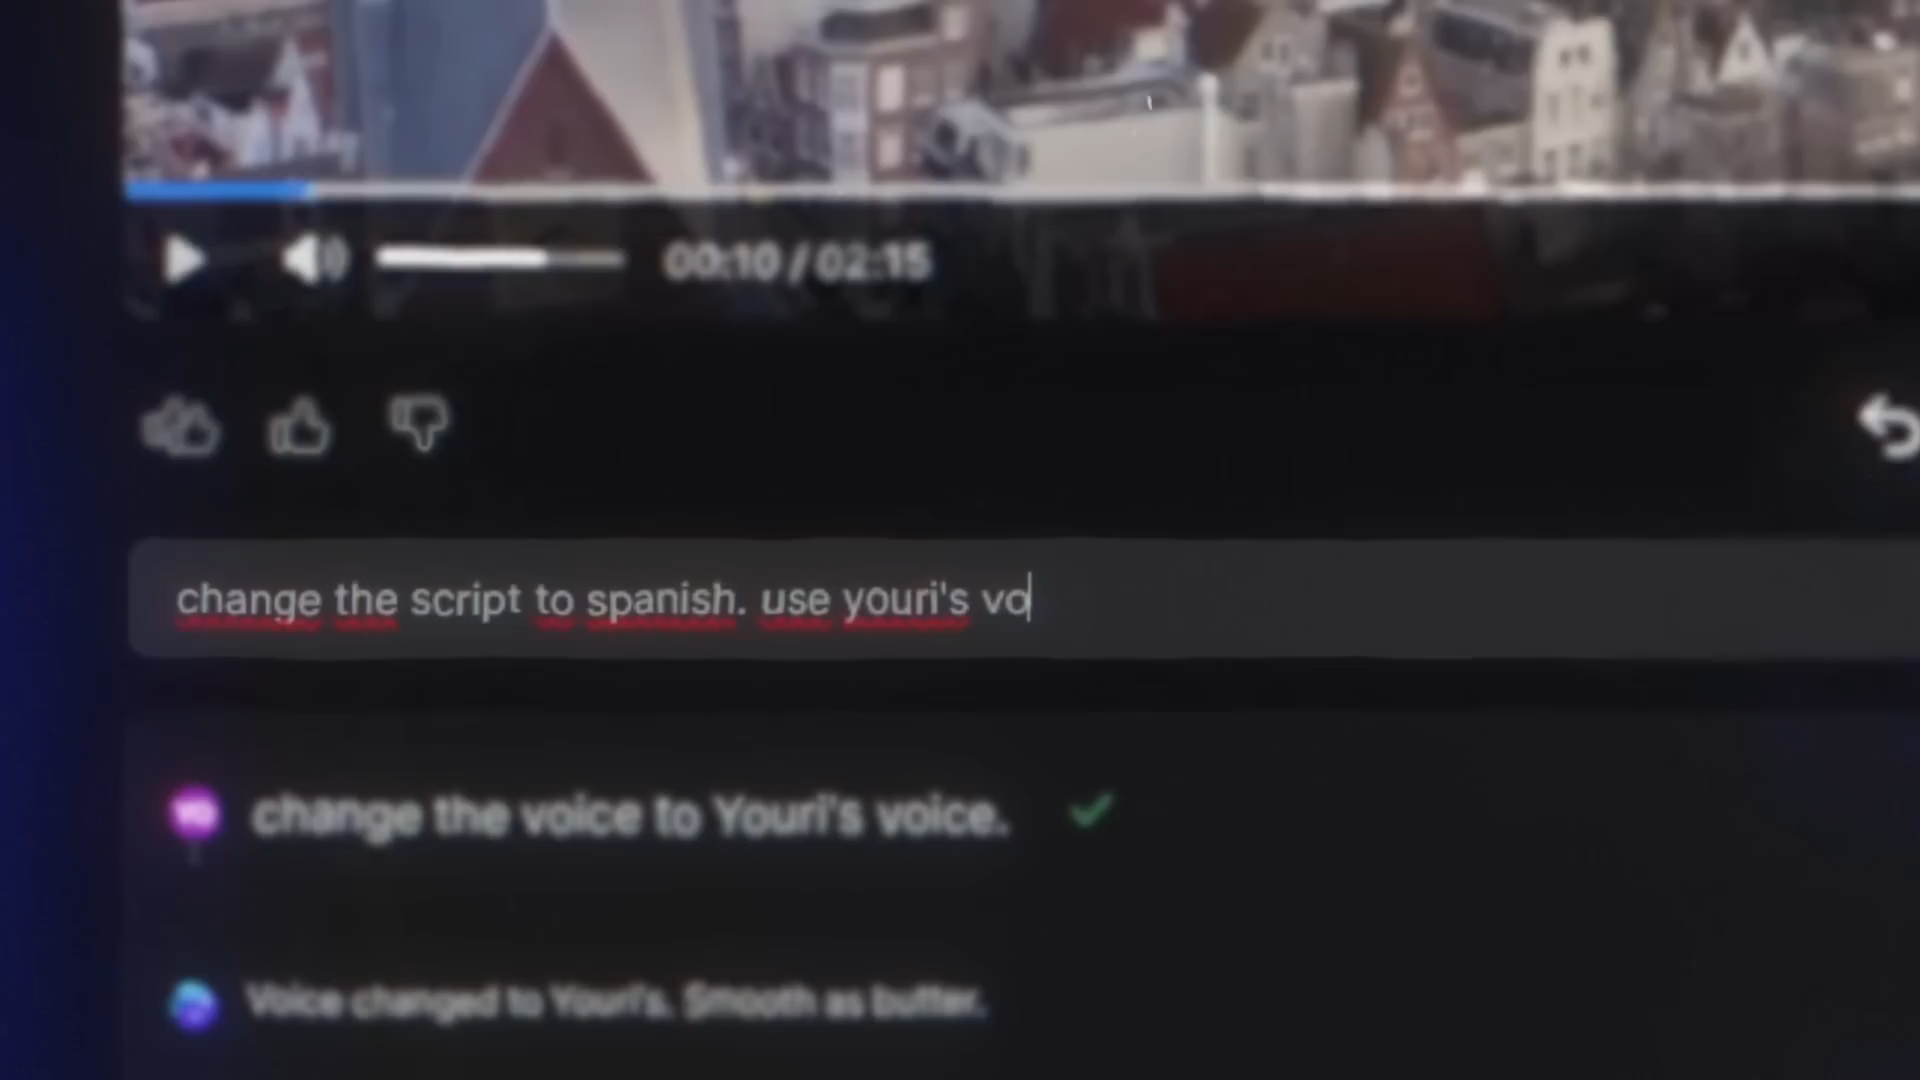 00:10 / 02:15
change the script to spanish. use youri's vo
YO change the voice to Youri's voice.
Voice changed to Youri's. Smooth as butter.